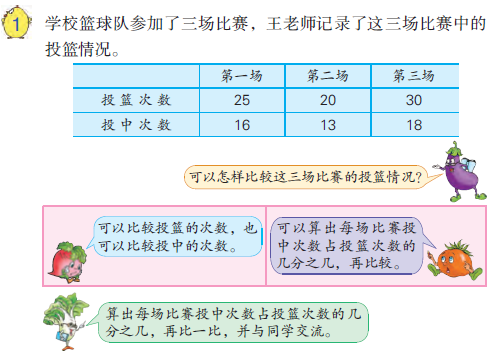 1 学校篮球队参加了三场比赛，王老师记录了这三场比赛中的
投篮情况。
第一场 第二场 第三场
投篮次数 25 20 30
投中次数 16 13 18
可以怎样比较这三场比赛的投篮情况？
可以比较投篮的次数，也
可以比较投中的次数。
可以算出每场比赛投
中次数占投篮次数的
几分之几，再比较。
算出每场比赛投中次数占投篮次数的几
分之几，再比一比，并与同学交流。